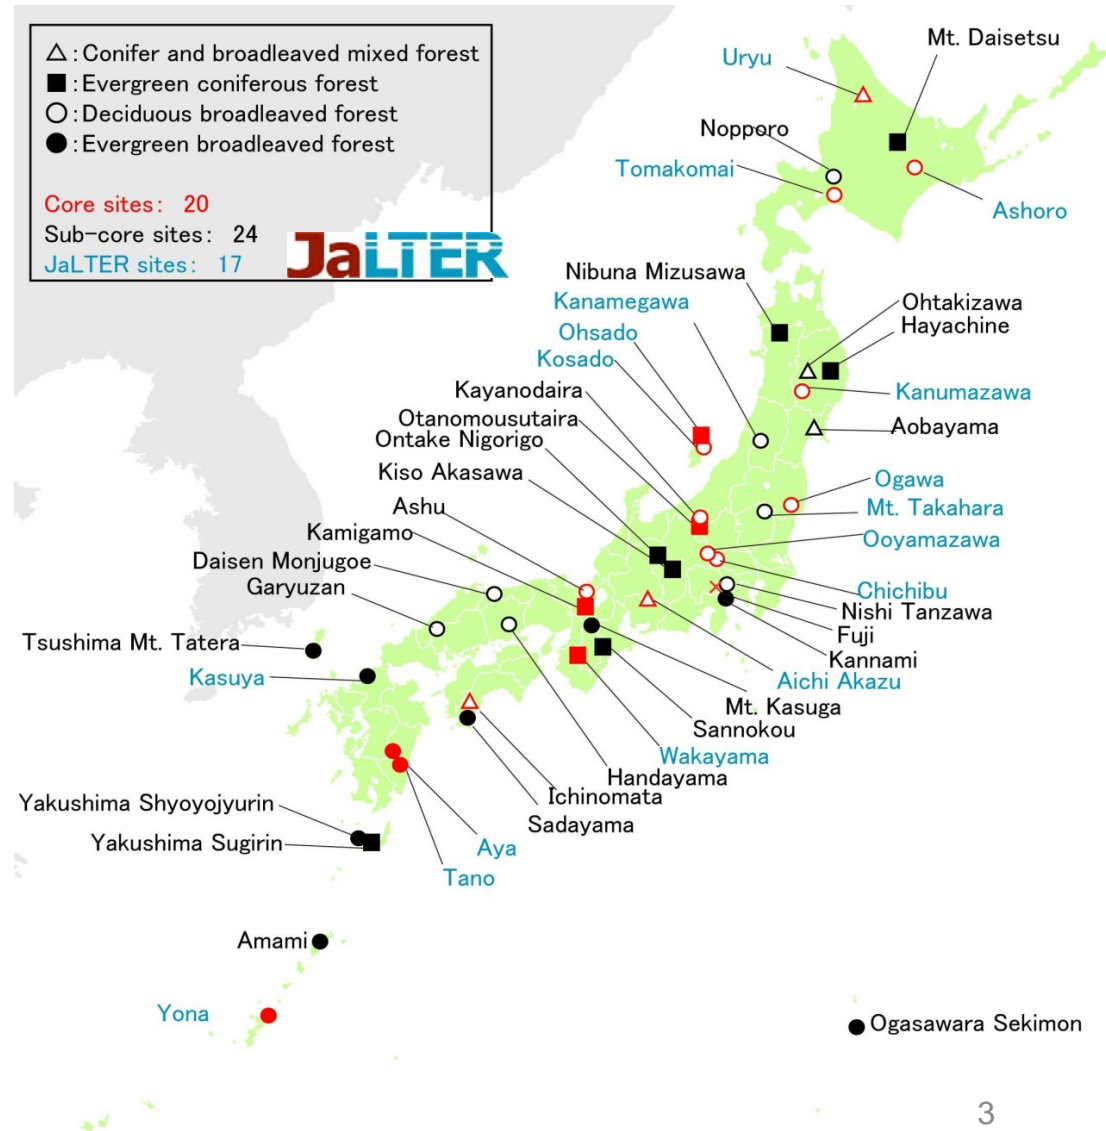 △:Conifer and broadleaved mixed forest
■:Evergreen coniferous forest
○:Deciduous broadleaved forest
●:Evergreen broadleaved forest
Core sites: 20
Sub-core sites: 24
JaLTER sites: 17
JaLTER
Mt. Daisetsu
Uryu
Nopporo
Tomakomai
Ashoro
Nibuna Mizusawa
Kanamegawa
Ohtakizawa
Ohsado
Hayachine
Kosado
Kayanodaira
Kanumazawa
Otanomousutaira
Aobayama
Ontake Nigorigo
Kiso Akasawa
Ogawa
Ashu
Mt. Takahara
Kamigamo
Ooyamazawa
Daisen Monjugoe
Garyuzan
Chichibu
Nishi Tanzawa
Tsushima Mt. Tatera
Fuji
Kannami
Kasuya
Aichi Akazu
Mt. Kasuga
Sannokou
Wakayama
Handayama
Ichinomata
Sadayama
Yakushima Shyoyojyurin
Yakushima Sugirin
Aya
Tano
Amami
Yona
Ogasawara Sekimon
3